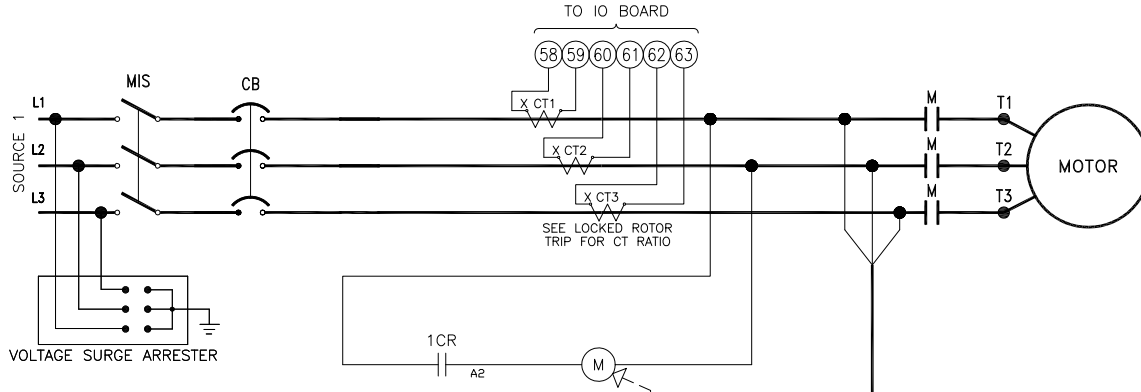 TO IO BOARD
58 59 60 61 62 63
MIS
CB
X CT1
L1
M
T1
SOURCE 1
L2
X CT2
M
T2
MOTOR
L3
X CT3
M
T3
SEE LOCKED ROTOR
TRIP FOR CT RATIO
VOLTAGE SURGE ARRESTER
1CR
A2
M